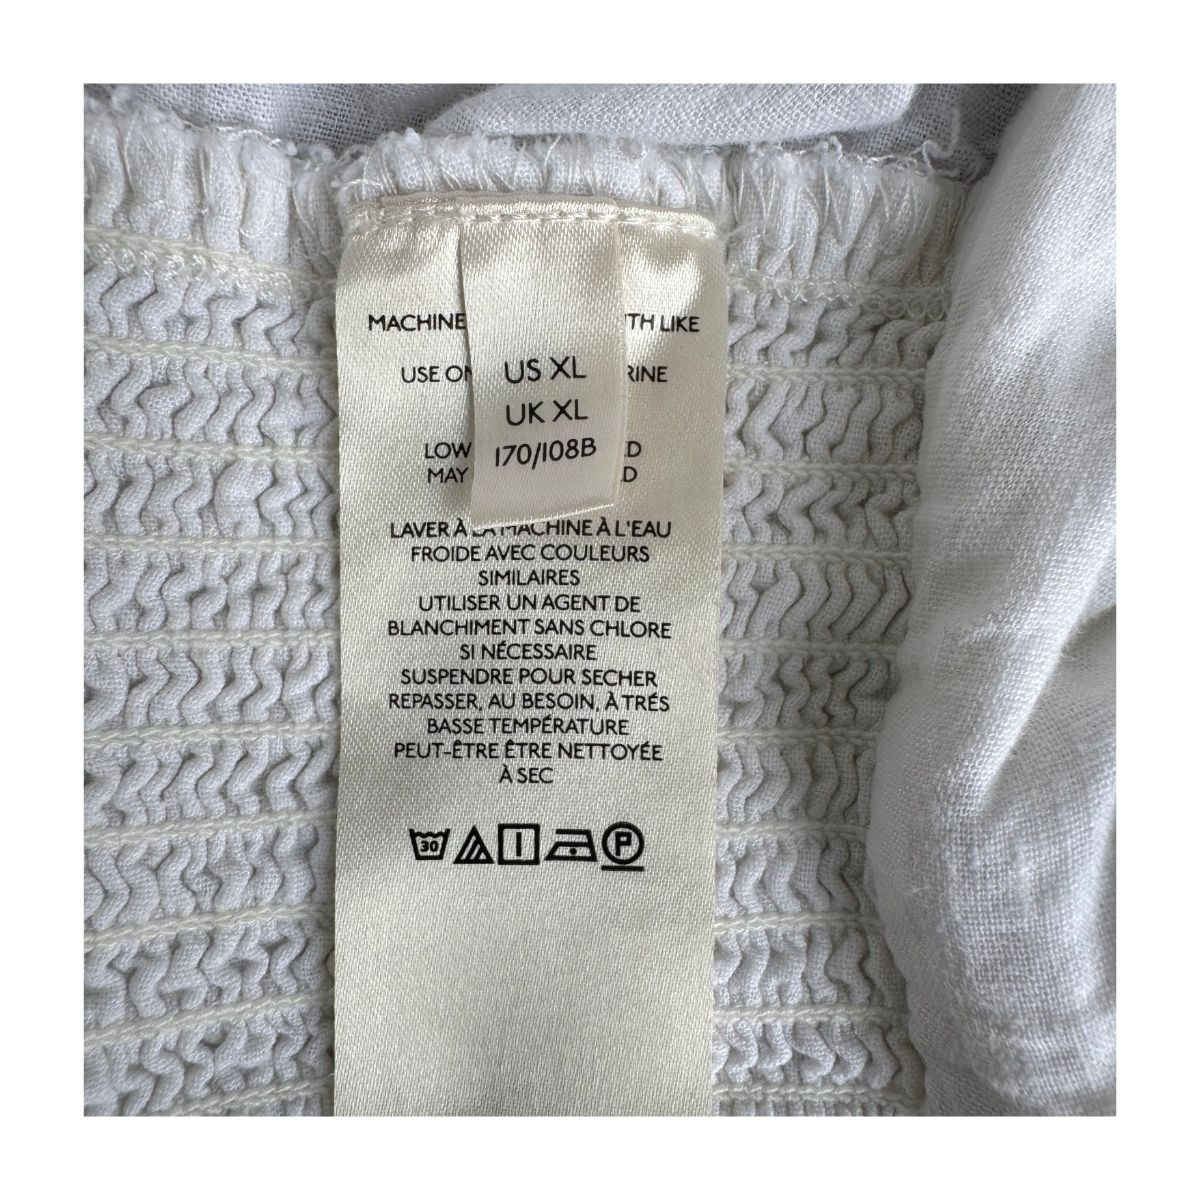 MACHINE TH LIKE
USE ON RINE
US XL
UK XL
170/108B
LOW ED
MAY D
LAVER À LA MACHINE À L'EAU
FROIDE AVEC COULEURS
SIMILAIRES
UTILISER UN AGENT DE
BLANCHIMENT SANS CHLORE
SI NÉCESSAIRE
SUSPENDRE POUR SECHER
REPASSER, AU BESOIN, À TRÉS
BASSE TEMPÉRATURE
PEUT-ÊTRE ÊTRE NETTOYÉE
À SEC
30 P